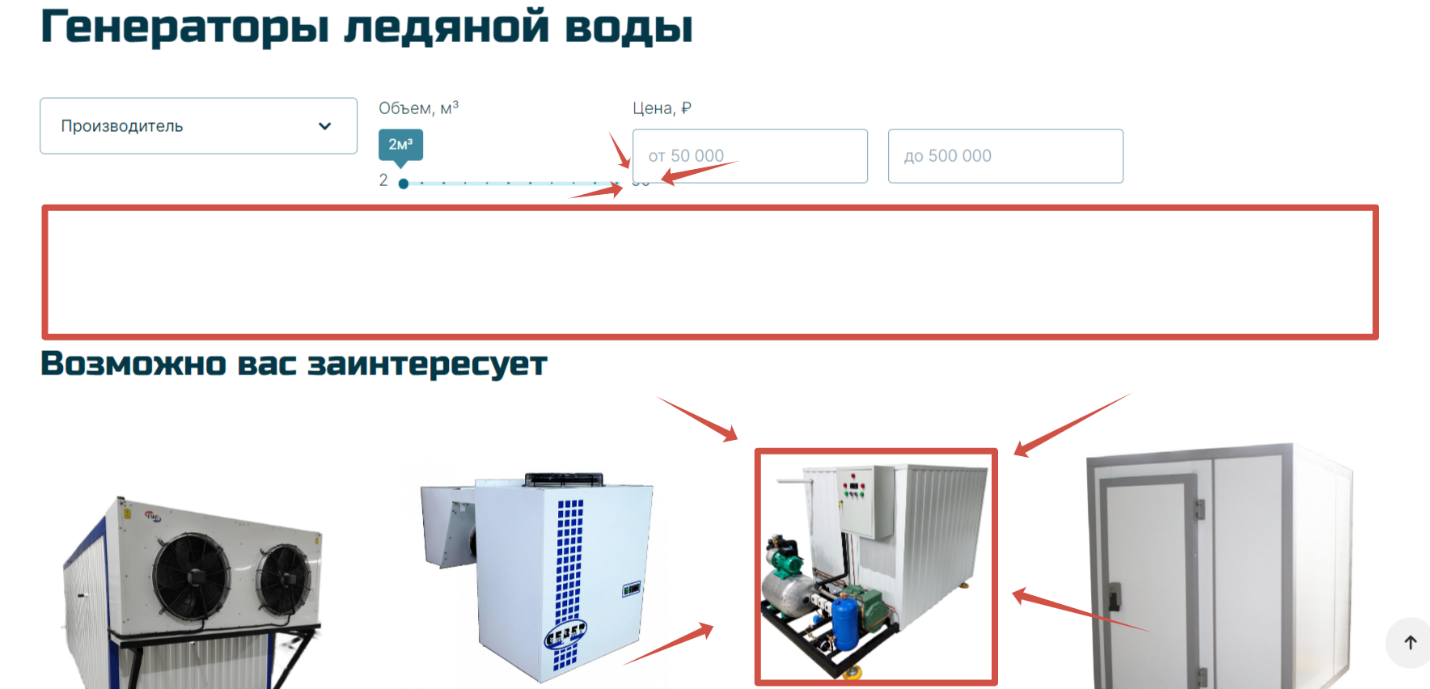 Генераторы ледяной воды
Производитель
Объем, м³
Цена, ₽
2м³
2
от 50 000
до 500 000
Возможно вас заинтересует